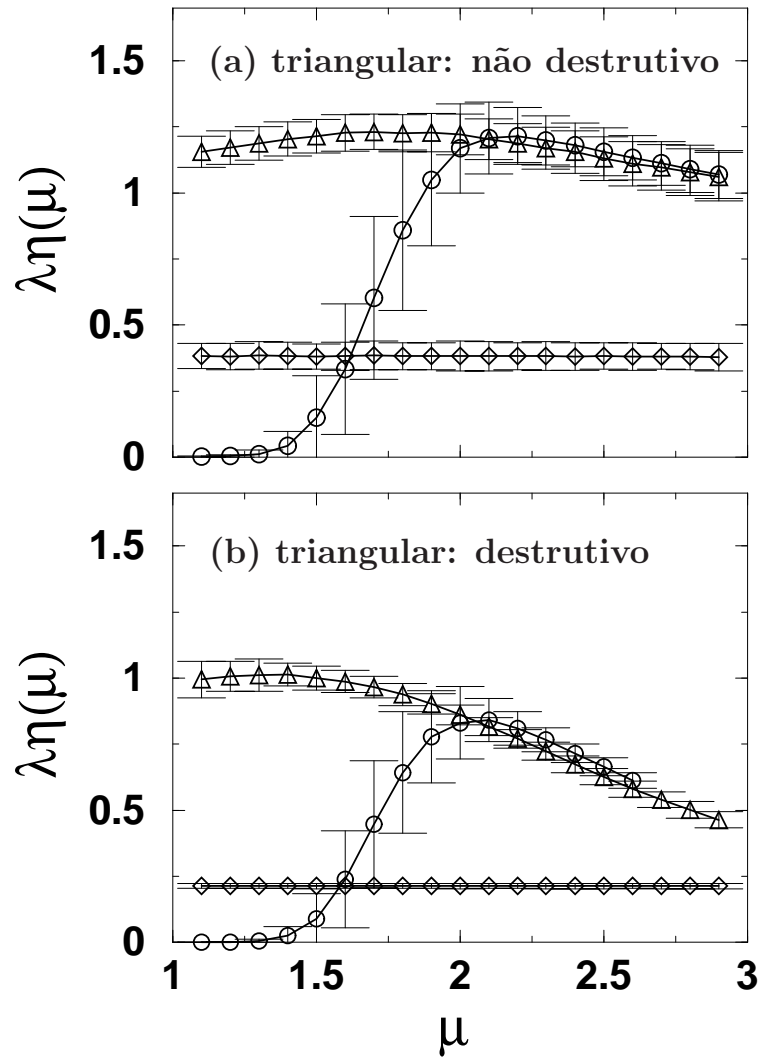 (a) triangular: não destrutivo
1.5
1
0.5
0
λη(μ)
(b) triangular: destrutivo
1.5
1
0.5
0
λη(μ)
1 1.5 2 2.5 3
μ